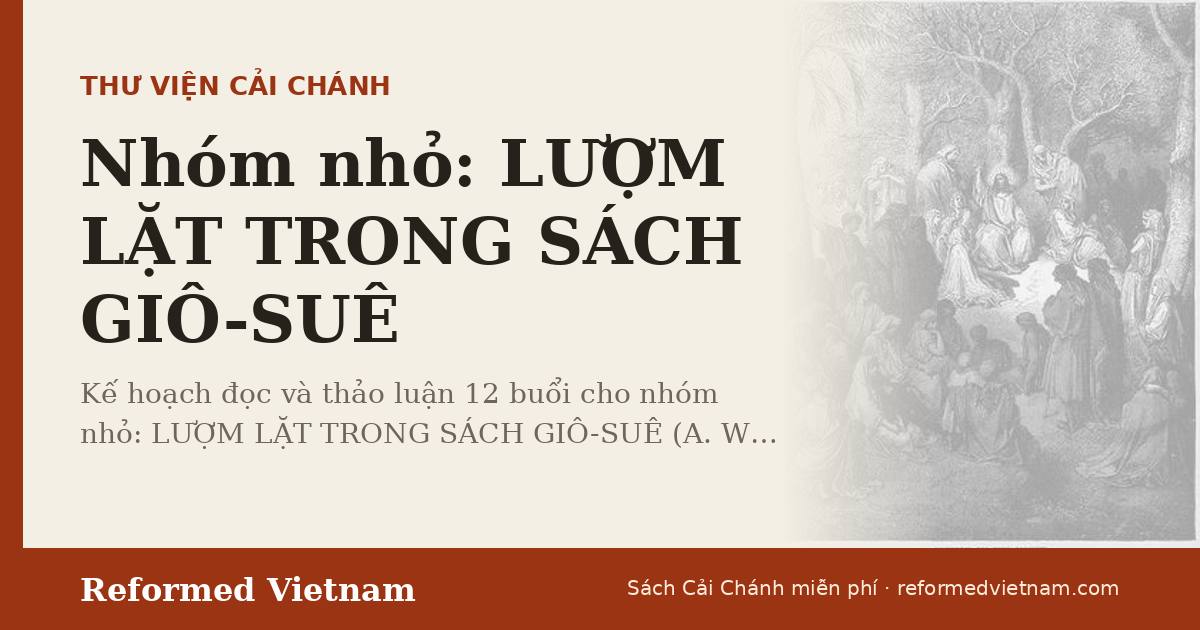 THƯ VIỆN CẢI CHÁNH
Nhóm nhỏ: LƯỢM
LẶT TRONG SÁCH
GIÔ-SUÊ
Kế hoạch đọc và thảo luận 12 buổi cho nhóm
nhỏ: LƯỢM LẶT TRONG SÁCH GIÔ-SUÊ (A. W...
Reformed Vietnam
Sách Cải Chánh miễn phí · reformedvietnam.com